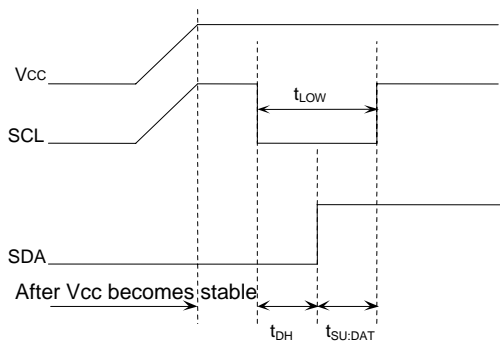 Vcc
tLOW
SCL
SDA
After Vcc becomes stable
tDH
tSU:DAT